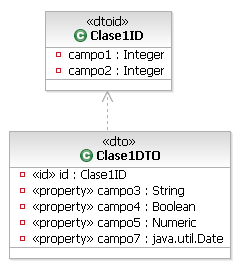 «dtoid»
Clase1ID
campo1 : Integer
campo2 : Integer
«dto»
Clase1DTO
«id» id : Clase1ID
«property» campo3 : String
«property» campo4 : Boolean
«property» campo5 : Numeric
«property» campo7 : java.util.Date